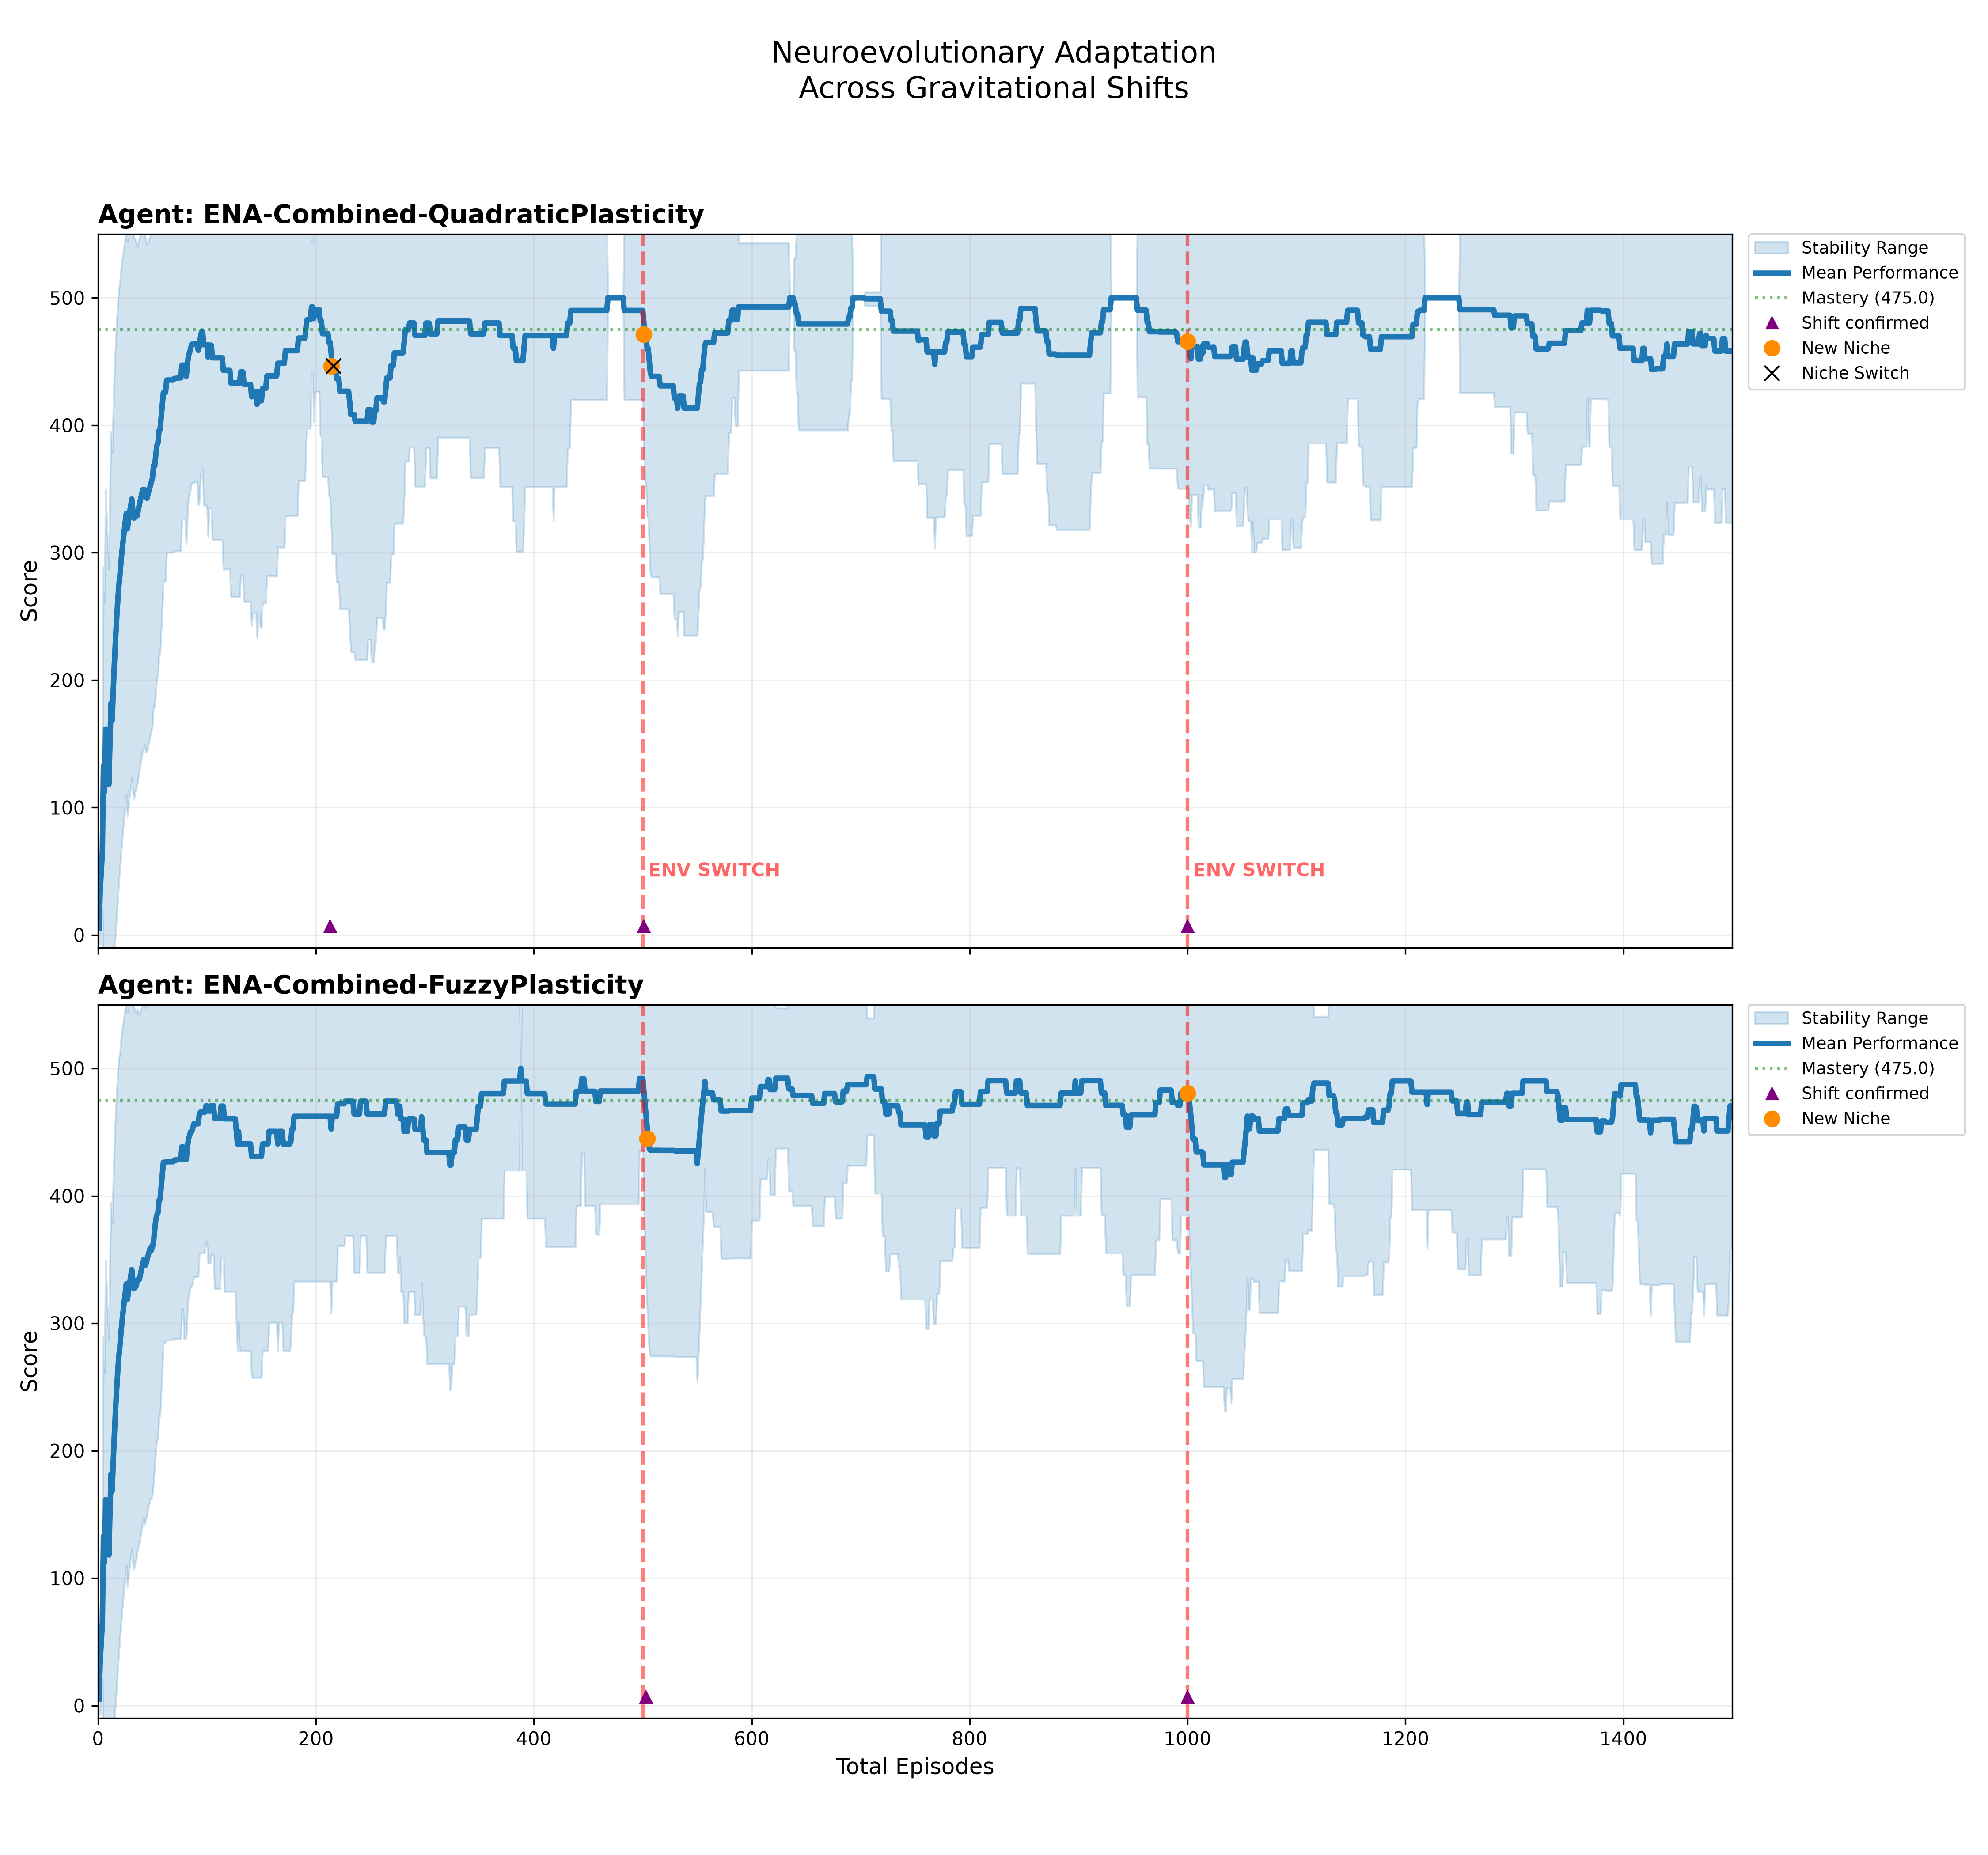 Neuroevolutionary Adaptation
Across Gravitational Shifts
Agent: ENA-Combined-QuadraticPlasticity
Score
500
400
300
200
100
0
ENV SWITCH
ENV SWITCH
Stability Range
Mean Performance
Mastery (475.0)
Shift confirmed
New Niche
Niche Switch
Agent: ENA-Combined-FuzzyPlasticity
Score
500
400
300
200
100
0
Stability Range
Mean Performance
Mastery (475.0)
Shift confirmed
New Niche
0 200 400 600 800 1000 1200 1400
Total Episodes